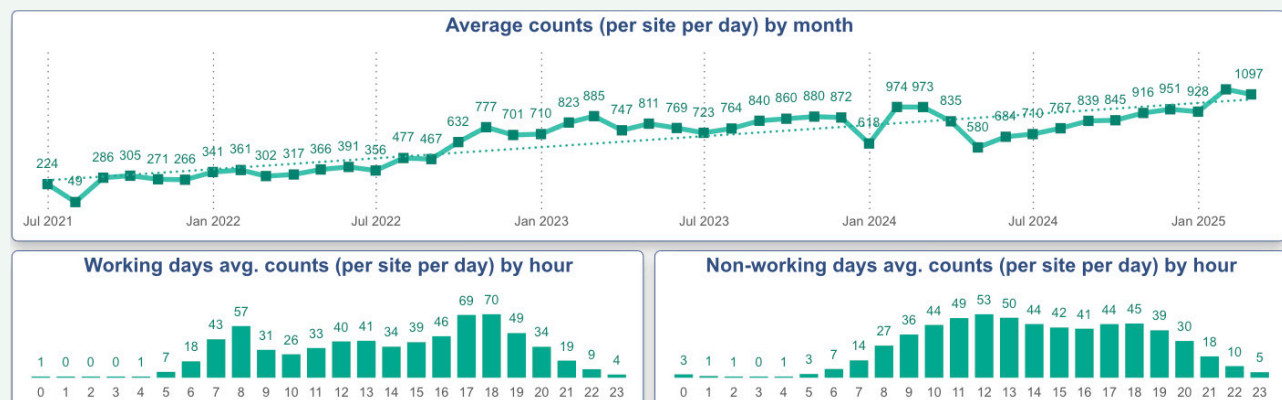 Average counts (per site per day) by month
224 49 286 305 271 266 341 361 302 317 366 391 356 477 467 632 777 701 710 823 885 747 811 769 723 764 840 860 880 872 618 974 973 835 580 684 710 767 839 845 916 951 928 1097
Jul 2021 Jan 2022 Jul 2022 Jan 2023 Jul 2023 Jan 2024 Jul 2024 Jan 2025
Working days avg. counts (per site per day) by hour
1 0 0 0 1 7 18 43 57 31 26 33 40 41 34 39 46 69 70 49 34 19 9 4
0 1 2 3 4 5 6 7 8 9 10 11 12 13 14 15 16 17 18 19 20 21 22 23
Non-working days avg. counts (per site per day) by hour
3 1 1 0 1 3 7 14 27 36 44 49 53 50 44 42 41 44 45 39 30 18 10 5
0 1 2 3 4 5 6 7 8 9 10 11 12 13 14 15 16 17 18 19 20 21 22 23